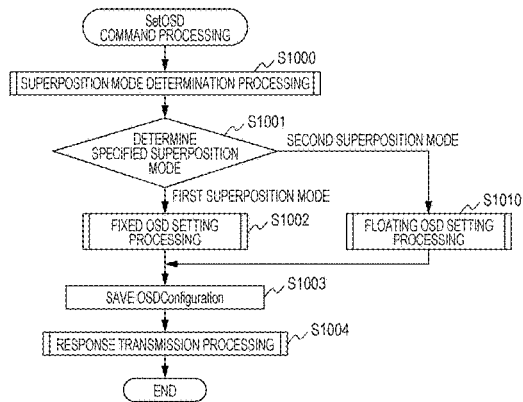 SetOSD
COMMAND PROCESSING
S1000
SUPERPOSITION MODE DETERMINATION PROCESSING
S1001
DETERMINE
SPECIFIED SUPERPOSITION
MODE
SECOND SUPERPOSITION MODE
FIRST SUPERPOSITION MODE
S1002
FIXED OSD SETTING
PROCESSING
S1010
FLOATING OSD SETTING
PROCESSING
S1003
SAVE OSDConfiguration
S1004
RESPONSE TRANSMISSION PROCESSING
END